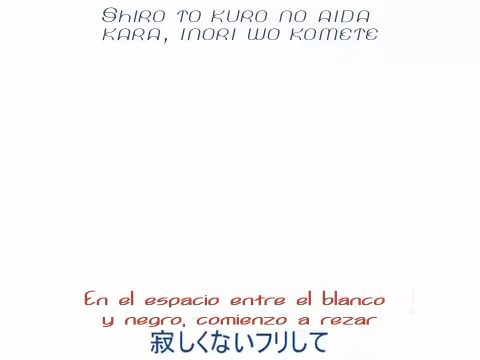 Shiro to kuro no aida
kara, inori wo komete
En el espacio entre el blanco
y negro, comienzo a rezar
寂しくないフリして